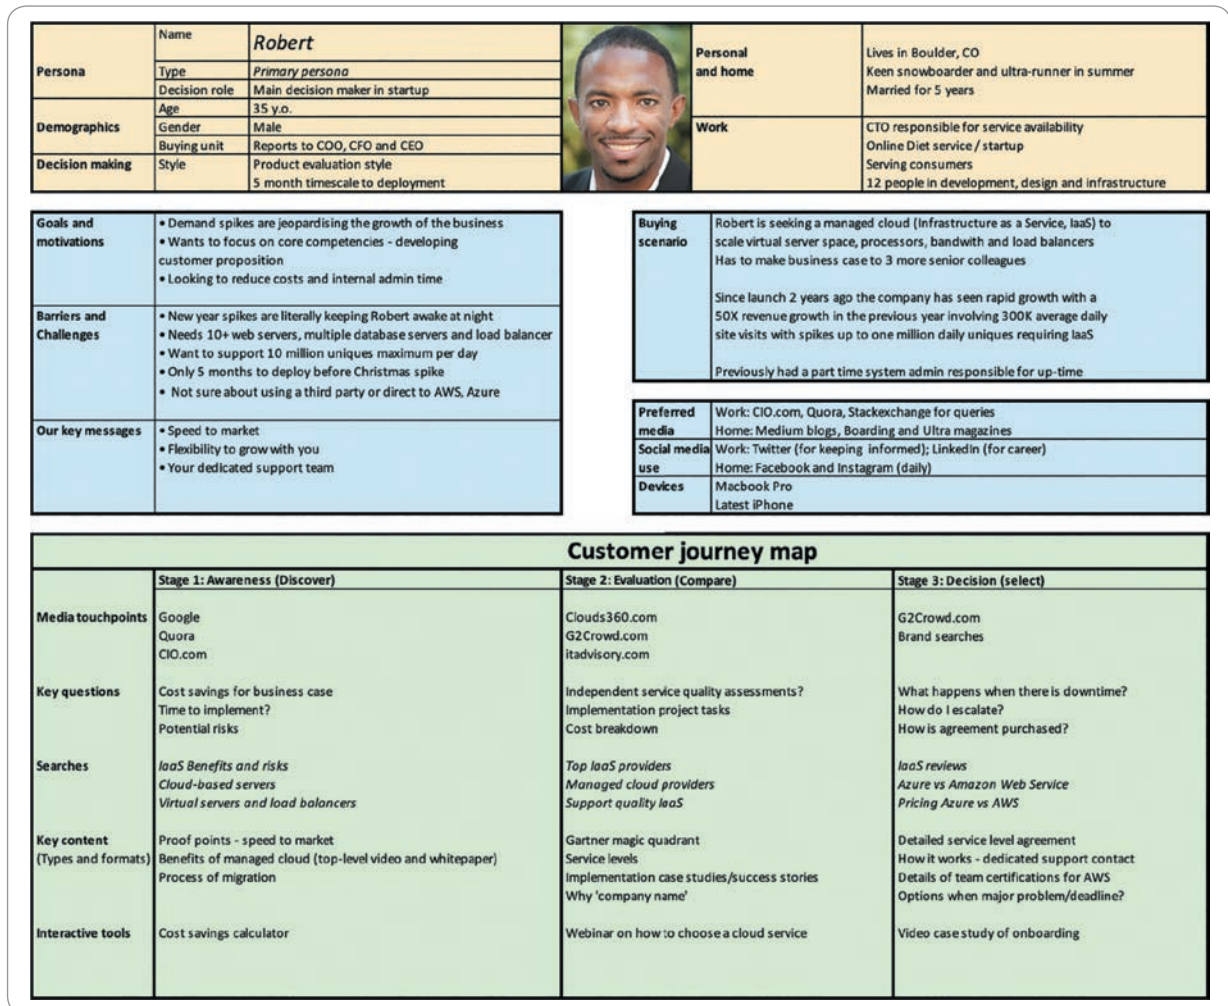 Persona
Name
Robert
Type
Primary persona
Decision role
Main decision maker in startup
Demographics
Age
35 y.o.
Gender
Male
Buying unit
Reports to COO, CFO and CEO
Decision making
Style
Product evaluation style
5 month timescale to deployment
Personal
and home
Lives in Boulder, CO
Keen snowboarder and ultra-runner in summer
Married for 5 years
Work
CTO responsible for service availability
Online Diet service / startup
Serving consumers
12 people in development, design and infrastructure
Goals and
motivations
• Demand spikes are jeopardising the growth of the business
• Wants to focus on core competencies - developing
customer proposition
• Looking to reduce costs and internal admin time
Barriers and
Challenges
• New year spikes are literally keeping Robert awake at night
• Needs 10+ web servers, multiple database servers and load balancer
• Want to support 10 million uniques maximum per day
• Only 5 months to deploy before Christmas spike
• Not sure about using a third party or direct to AWS, Azure
Our key messages
• Speed to market
• Flexibility to grow with you
• Your dedicated support team
Buying
scenario
Robert is seeking a managed cloud (Infrastructure as a Service, IaaS) to
scale virtual server space, processors, bandwith and load balancers
Has to make business case to 3 more senior colleagues
Since launch 2 years ago the company has seen rapid growth with a
50X revenue growth in the previous year involving 300K average daily
site visits with spikes up to one million daily uniques requiring IaaS
Previously had a part time system admin responsible for up-time
Preferred
media
Work: CIO.com, Quora, Stackexchange for queries
Home: Medium blogs, Boarding and Ultra magazines
Social media
use
Work: Twitter (for keeping informed); LinkedIn (for career)
Home: Facebook and Instagram (daily)
Devices
Macbook Pro
Latest iPhone
Customer journey map
Stage 1: Awareness (Discover)
Stage 2: Evaluation (Compare)
Stage 3: Decision (select)
Media touchpoints
Google
Quora
CIO.com
Clouds360.com
G2Crowd.com
itadvisory.com
G2Crowd.com
Brand searches
Key questions
Cost savings for business case
Time to implement?
Potential risks
Independent service quality assessments?
Implementation project tasks
Cost breakdown
What happens when there is downtime?
How do I escalate?
How is agreement purchased?
Searches
IaaS Benefits and risks
Cloud-based servers
Virtual servers and load balancers
Top IaaS providers
Managed cloud providers
Support quality IaaS
IaaS reviews
Azure vs Amazon Web Service
Pricing Azure vs AWS
Key content
(Types and formats)
Proof points - speed to market
Benefits of managed cloud (top-level video and whitepaper)
Process of migration
Gartner magic quadrant
Service levels
Implementation case studies/success stories
Why 'company name'
Detailed service level agreement
How it works - dedicated support contact
Details of team certifications for AWS
Options when major problem/deadline?
Interactive tools
Cost savings calculator
Webinar on how to choose a cloud service
Video case study of onboarding